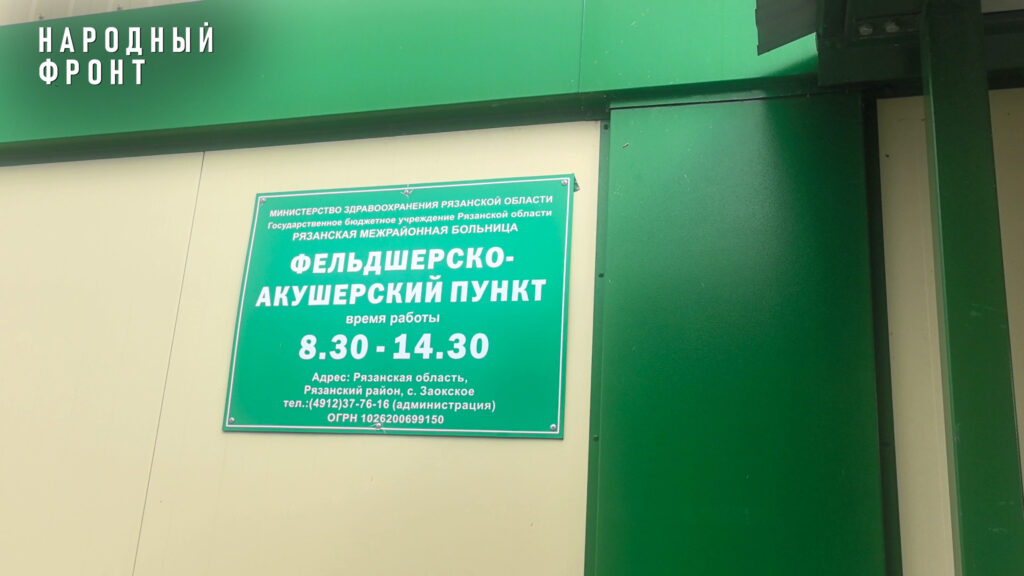 НАРОДНЫЙ
ФРОНТ
МИНИСТЕРСТВО ЗДРАВООХРАНЕНИЯ РЯЗАНСКОЙ ОБЛАСТИ
Государственное бюджетное учреждение Рязанской области
РЯЗАНСКАЯ МЕЖРАЙОННАЯ БОЛЬНИЦА
ФЕЛЬДШЕРСКО-
АКУШЕРСКИЙ ПУНКТ
время работы
8.30 - 14.30
Адрес: Рязанская область,
Рязанский район, с. Заокское
тел.:(4912)37-76-16 (администрация)
ОГРН 1026200699150